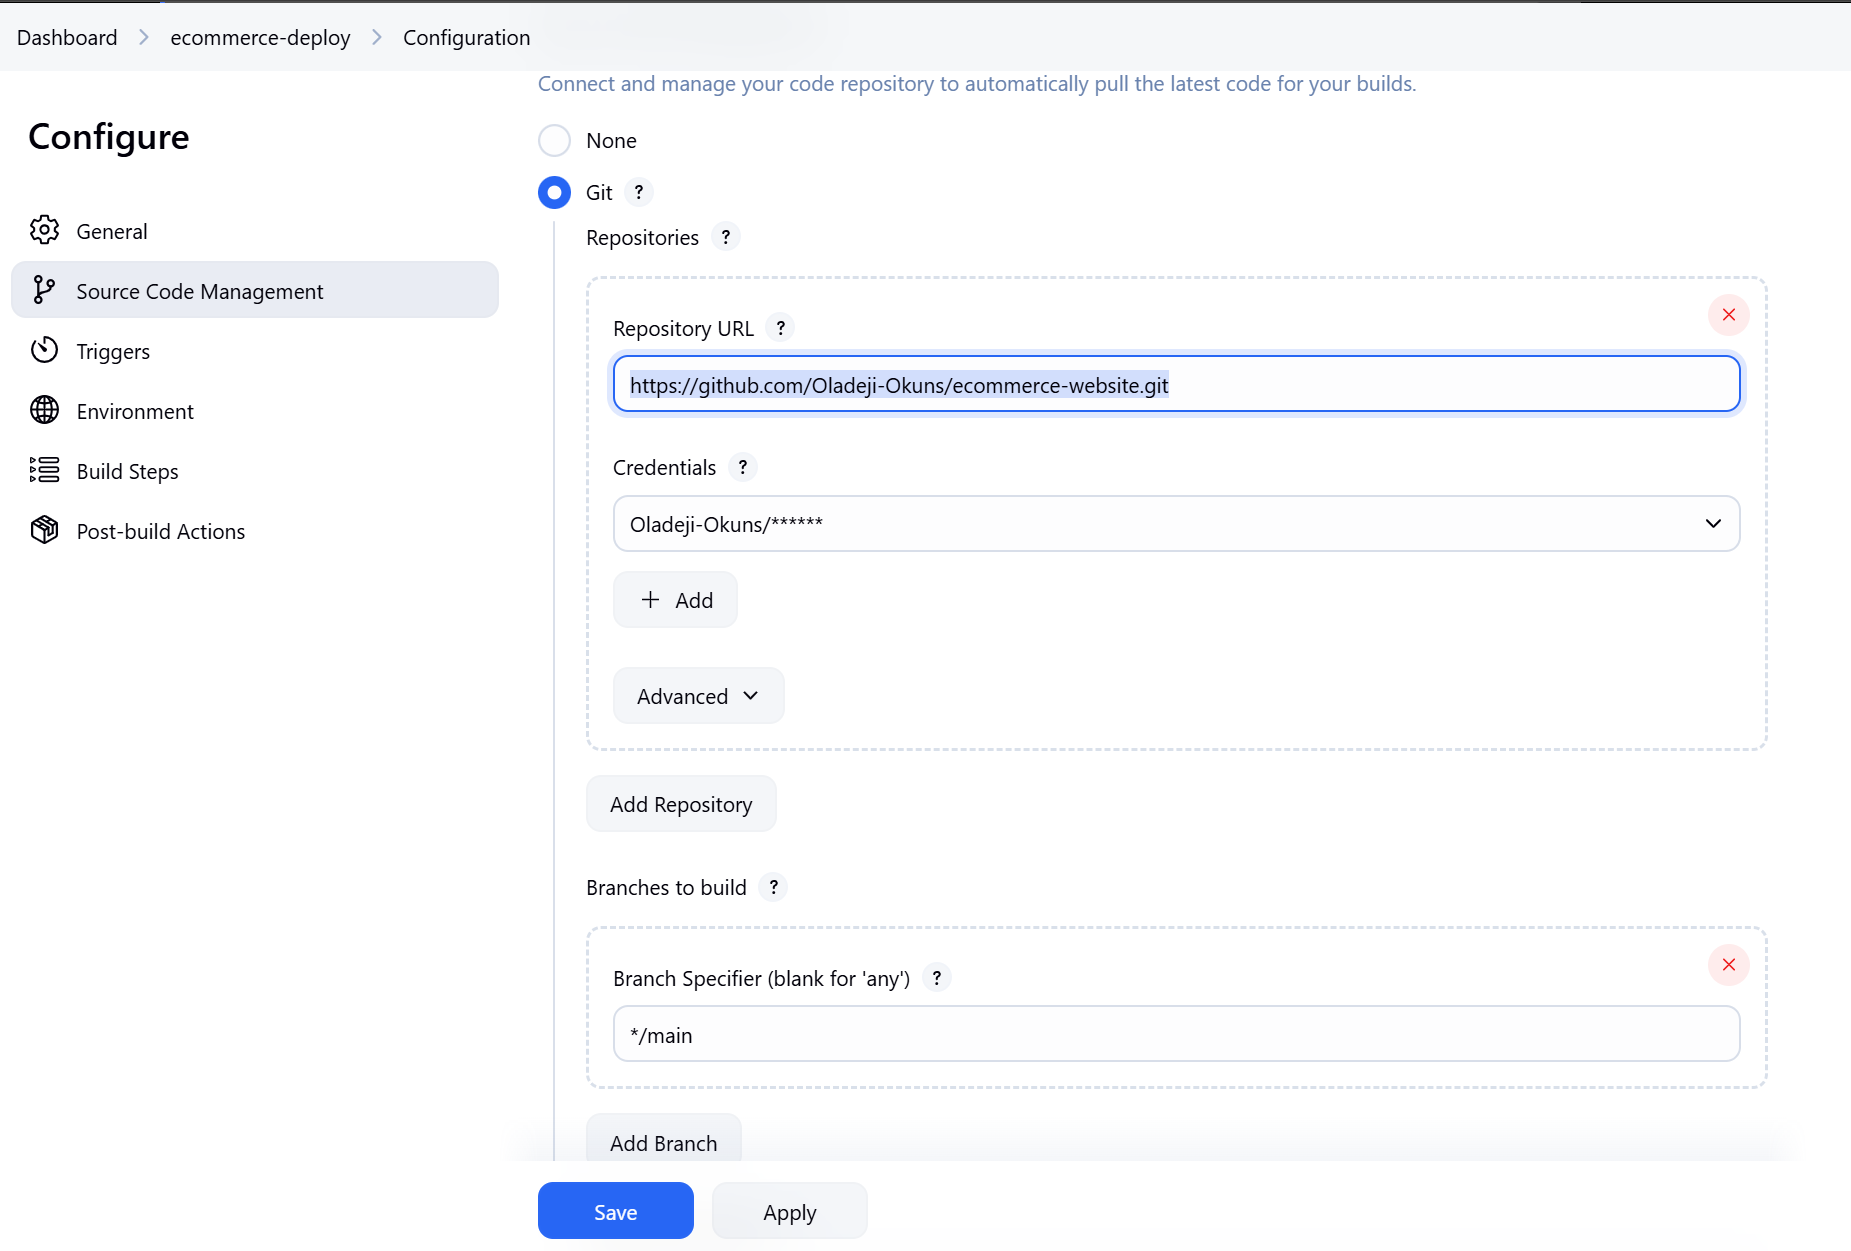 Dashboard > ecommerce-deploy > Configuration
Connect and manage your code repository to automatically pull the latest code for your builds.
Configure
General
Source Code Management
Triggers
Environment
Build Steps
Post-build Actions
None
Git ?
Repositories ?
Repository URL ?
https://github.com/Oladeji-Okuns/ecommerce-website.git
Credentials ?
Oladeji-Okuns/******
+ Add
Advanced
Add Repository
Branches to build ?
Branch Specifier (blank for 'any') ?
*/main
Add Branch
Save
Apply